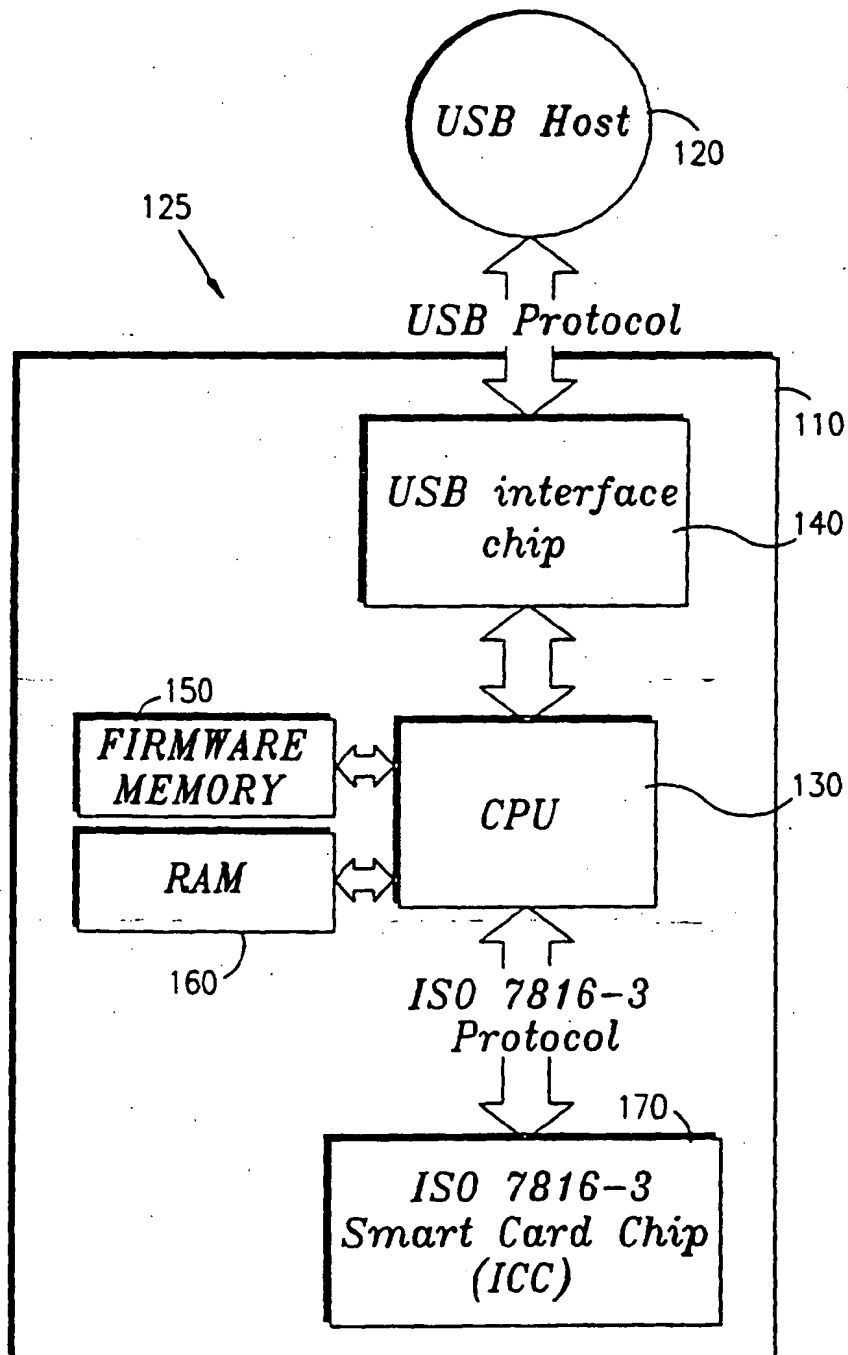 USB Host
120
125
USB Protocol
110
USB interface
chip
140
150
FIRMWARE
MEMORY
CPU
130
RAM
160
ISO 7816-3
Protocol
170
ISO 7816-3
Smart Card Chip
(ICC)